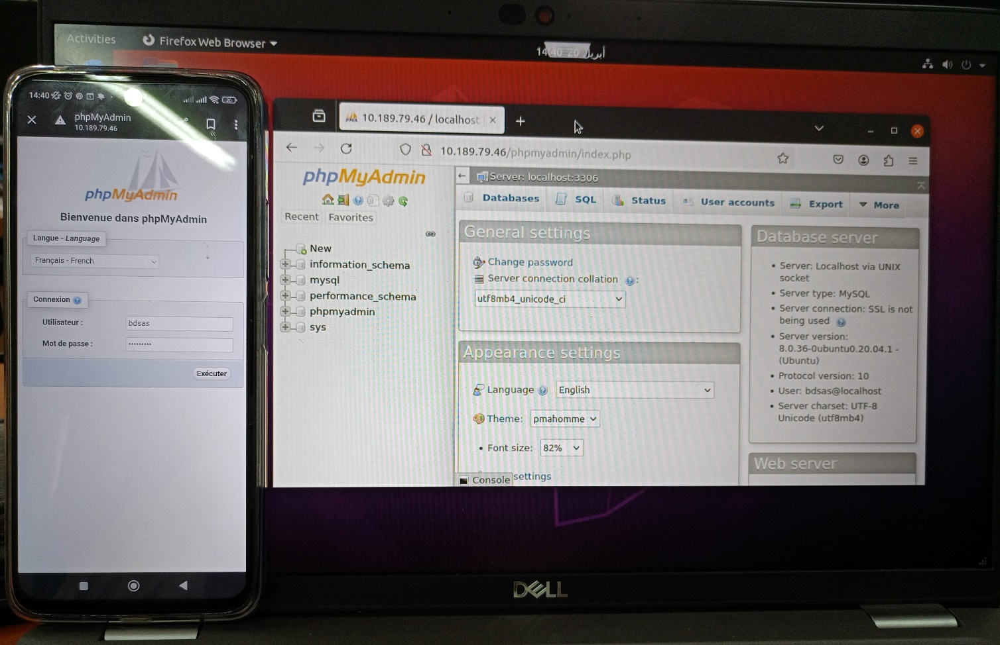 Activities
Firefox Web Browser
14:40 20 أبريل
14:40
20
phpMyAdmin
10.189.79.46
phpMyAdmin
Bienvenue dans phpMyAdmin
Langue - Language
Français - French
Connexion
Utilisateur :
bdsas
Mot de passe :
Exécuter
10.189.79.46 / localhost
10.189.79.46/phpmyadmin/index.php
phpMyAdmin
Recent
Favorites
New
information_schema
mysql
performance_schema
phpmyadmin
sys
Server: localhost:3306
Databases
SQL
Status
User accounts
Export
More
General settings
Change password
Server connection collation :
utf8mb4_unicode_ci
Appearance settings
Language
English
Theme:
pmahomme
• Font size:
82%
settings
Console
Database server
• Server: Localhost via UNIX
socket
• Server type: MySQL
• Server connection: SSL is not
being used
• Server version:
8.0.36-0ubuntu0.20.04.1 -
(Ubuntu)
• Protocol version: 10
• User: bdsas@localhost
• Server charset: UTF-8
Unicode (utf8mb4)
Web server
DELL